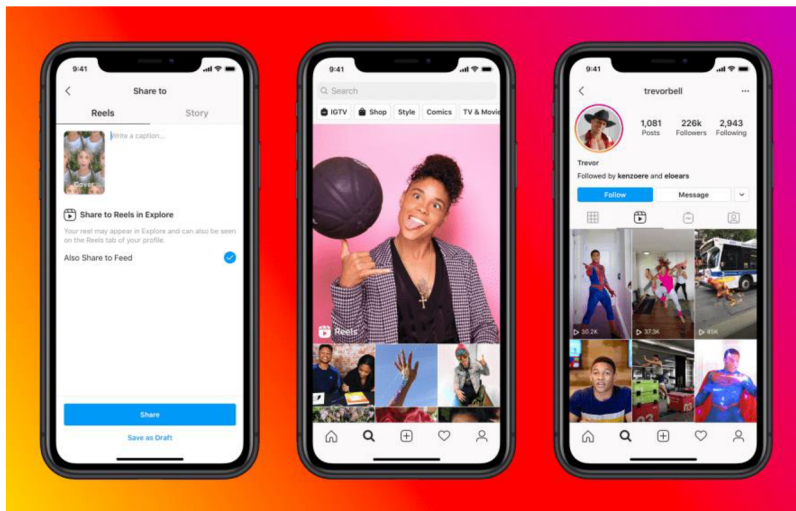 9:41
Share to
Reels
Story
Write a caption...
Cover
Share to Reels in Explore
Your reel may appear in Explore and can also be seen
on the Reels tab of your profile.
Also Share to Feed
Share
Save as Draft
9:41
Search
IGTV
Shop
Style
Comics
TV & Movie
Reels
9:41
trevorbell
1,081
226k
2,943
Posts
Followers
Following
Trevor
Followed by kenzoere and eloears
Follow
Message
30.2K
37.3K
45K